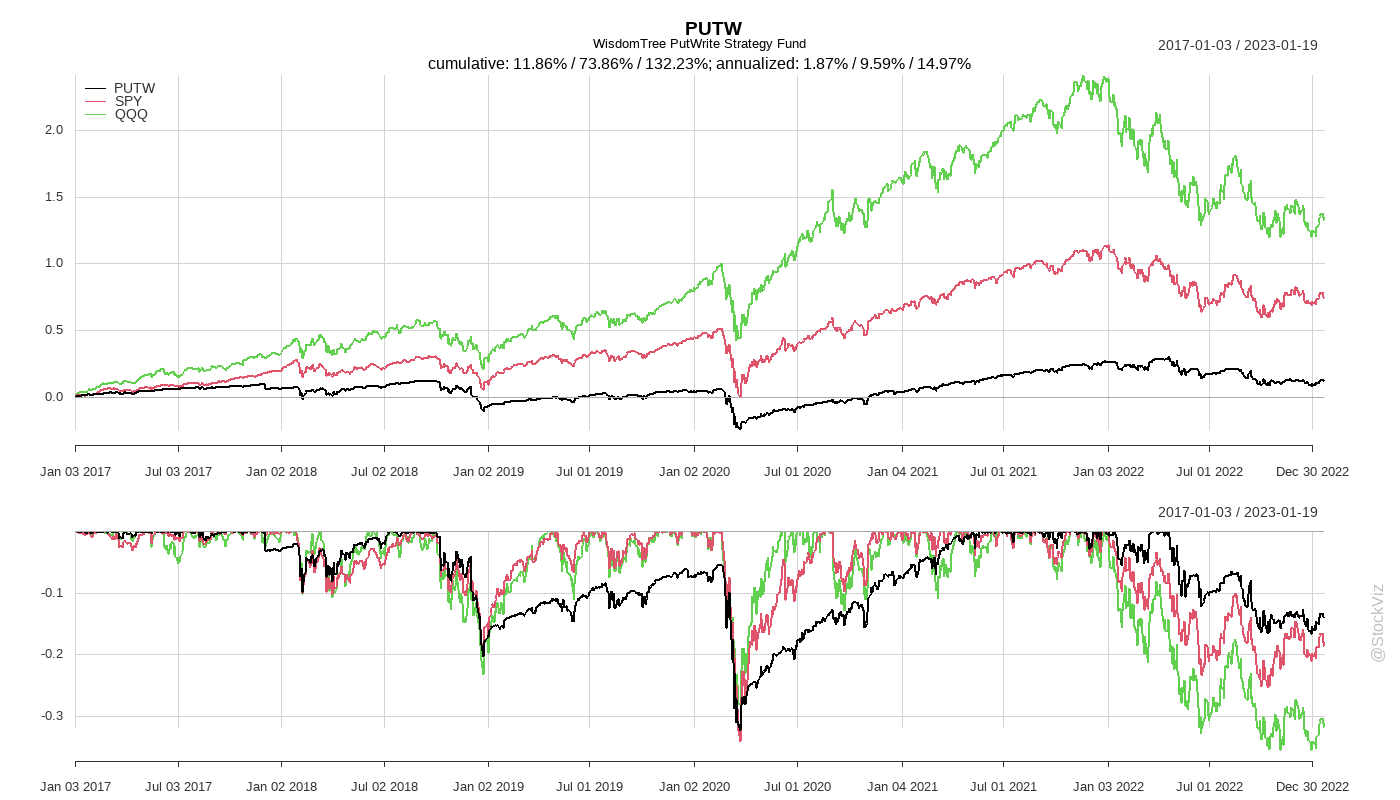 PUTW
WisdomTree PutWrite Strategy Fund
2017-01-03 / 2023-01-19
cumulative: 11.86% / 73.86% / 132.23%; annualized: 1.87% / 9.59% / 14.97%
PUTW
SPY
QQQ
2.0
1.5
1.0
0.5
0.0
Jan 03 2017 Jul 03 2017 Jan 02 2018 Jul 02 2018 Jan 02 2019 Jul 01 2019 Jan 02 2020 Jul 01 2020 Jan 04 2021 Jul 01 2021 Jan 03 2022 Jul 01 2022 Dec 30 2022
2017-01-03 / 2023-01-19
-0.1
-0.2
-0.3
Jan 03 2017 Jul 03 2017 Jan 02 2018 Jul 02 2018 Jan 02 2019 Jul 01 2019 Jan 02 2020 Jul 01 2020 Jan 04 2021 Jul 01 2021 Jan 03 2022 Jul 01 2022 Dec 30 2022
@StockViz